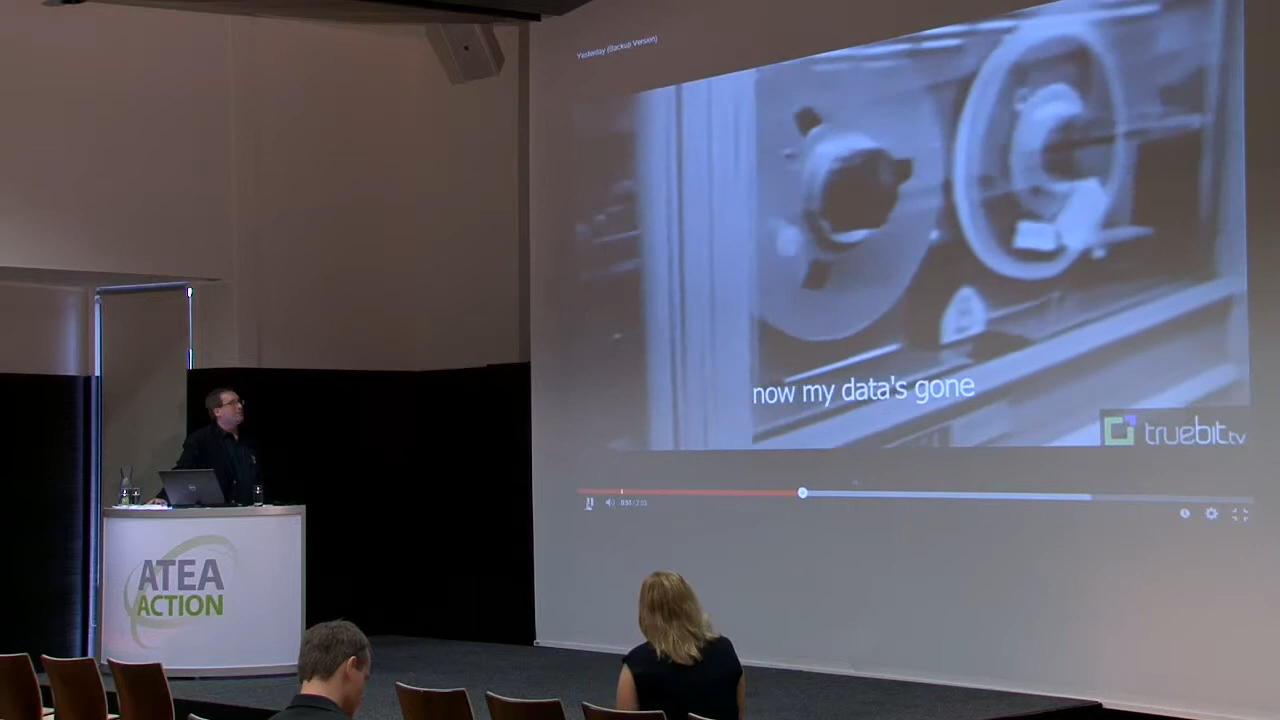 Yesterday (Backup Version)
now my data's gone
truebit.tv
ATEA
ACTION